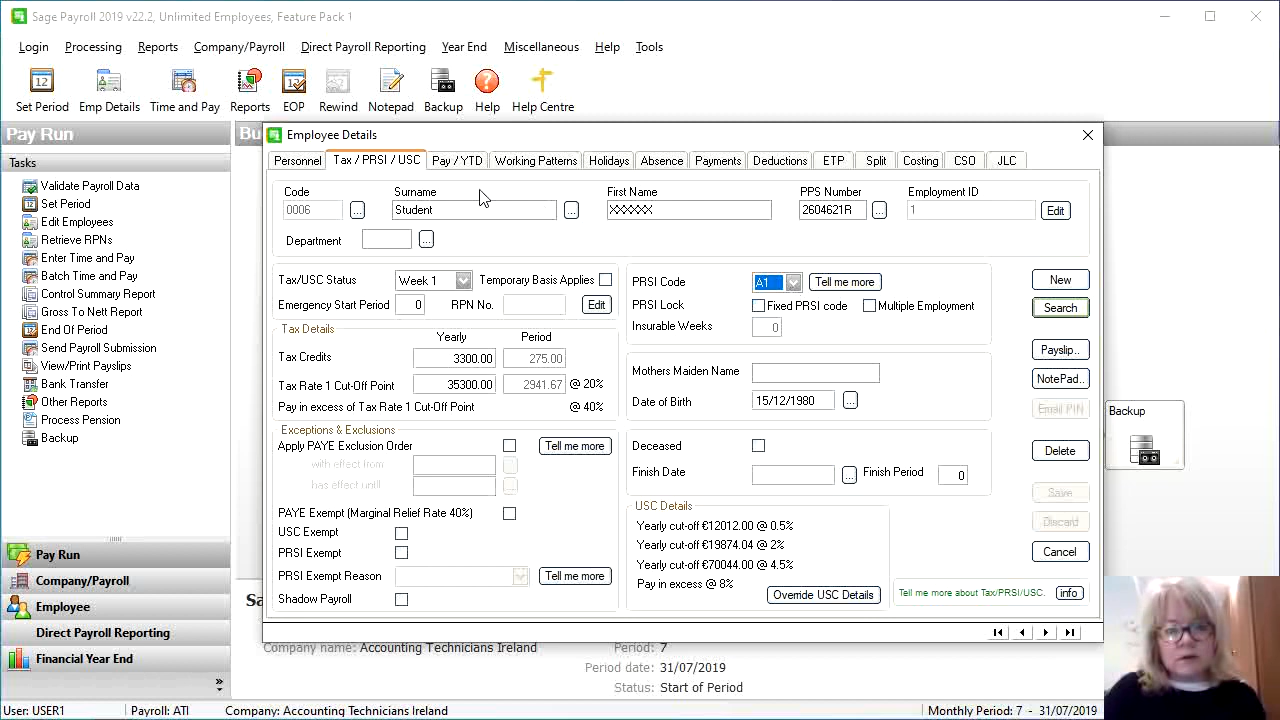 Sage Payroll 2019 v22.2, Unlimited Employees, Feature Pack 1
Login Processing Reports Company/Payroll Direct Payroll Reporting Year End Miscellaneous Help Tools
Set Period Emp Details Time and Pay Reports EOP Rewind Notepad Backup Help Help Centre
Pay Run
Tasks
Validate Payroll Data
Set Period
Edit Employees
Retrieve RPNs
Enter Time and Pay
Batch Time and Pay
Control Summary Report
Gross To Nett Report
End Of Period
Send Payroll Submission
View/Print Payslips
Bank Transfer
Other Reports
Process Pension
Backup
Pay Run
Company/Payroll
Employee
Direct Payroll Reporting
Financial Year End
Bu
Employee Details
Personnel Tax / PRSI / USC Pay / YTD Working Patterns Holidays Absence Payments Deductions ETP Split Costing CSO JLC
Code Surname First Name PPS Number Employment ID
0006 ... Student ... XXXXXX 2604621R ... 1 Edit
Department ...
Tax/USC Status Week 1 Temporary Basis Applies
Emergency Start Period 0 RPN No. Edit
Tax Details
Yearly Period
Tax Credits 3300.00 275.00
Tax Rate 1 Cut-Off Point 35300.00 2941.67 @ 20%
Pay in excess of Tax Rate 1 Cut-Off Point @ 40%
Exceptions & Exclusions
Apply PAYE Exclusion Order Tell me more
with effect from
has effect until
PAYE Exempt (Marginal Relief Rate 40%)
USC Exempt
PRSI Exempt
PRSI Exempt Reason Tell me more
Shadow Payroll
PRSI Code A1 Tell me more
PRSI Lock Fixed PRSI code Multiple Employment
Insurable Weeks 0
Mothers Maiden Name
Date of Birth 15/12/1980 ...
Deceased
Finish Date ... Finish Period 0
USC Details
Yearly cut-off €12012.00 @ 0.5%
Yearly cut-off €19874.04 @ 2%
Yearly cut-off €70044.00 @ 4.5%
Pay in excess @ 8%
Override USC Details
New
Search
Payslip..
NotePad..
Email PIN
Delete
Save
Discard
Cancel
Tell me more about Tax/PRSI/USC. info
Backup
Sa
Company name: Accounting Technicians Ireland Period: 7
Period date: 31/07/2019
Status: Start of Period
User: USER1 Payroll: ATI Company: Accounting Technicians Ireland Monthly Period: 7 - 31/07/2019